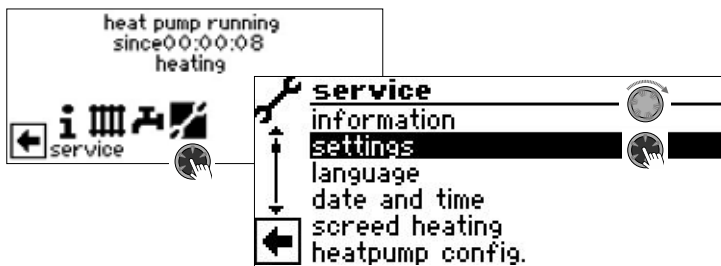 heat pump running
since00:00:08
heating
service
service
information
settings
language
date and time
screed heating
heatpump config.